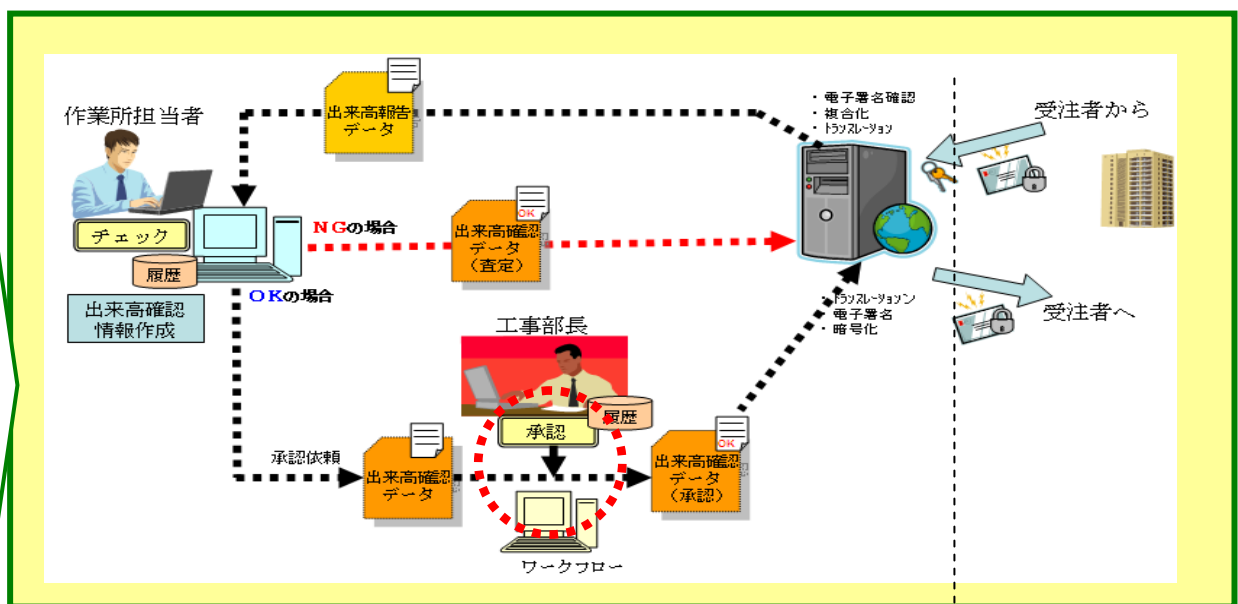 作業所担当者
チェック
履歴
出来高確認
情報作成
出来高報告
データ
・電子署名確認
・複合化
・トランスレーション
受注者から
NGの場合
出来高確認
データ
（査定）
OK
OKの場合
・トランスレーションン
電子署名
・暗号化
受注者へ
工事部長
履歴
承認
承認依頼
出来高確認
データ
出来高確認
データ
（承認）
OK
ワークフロー